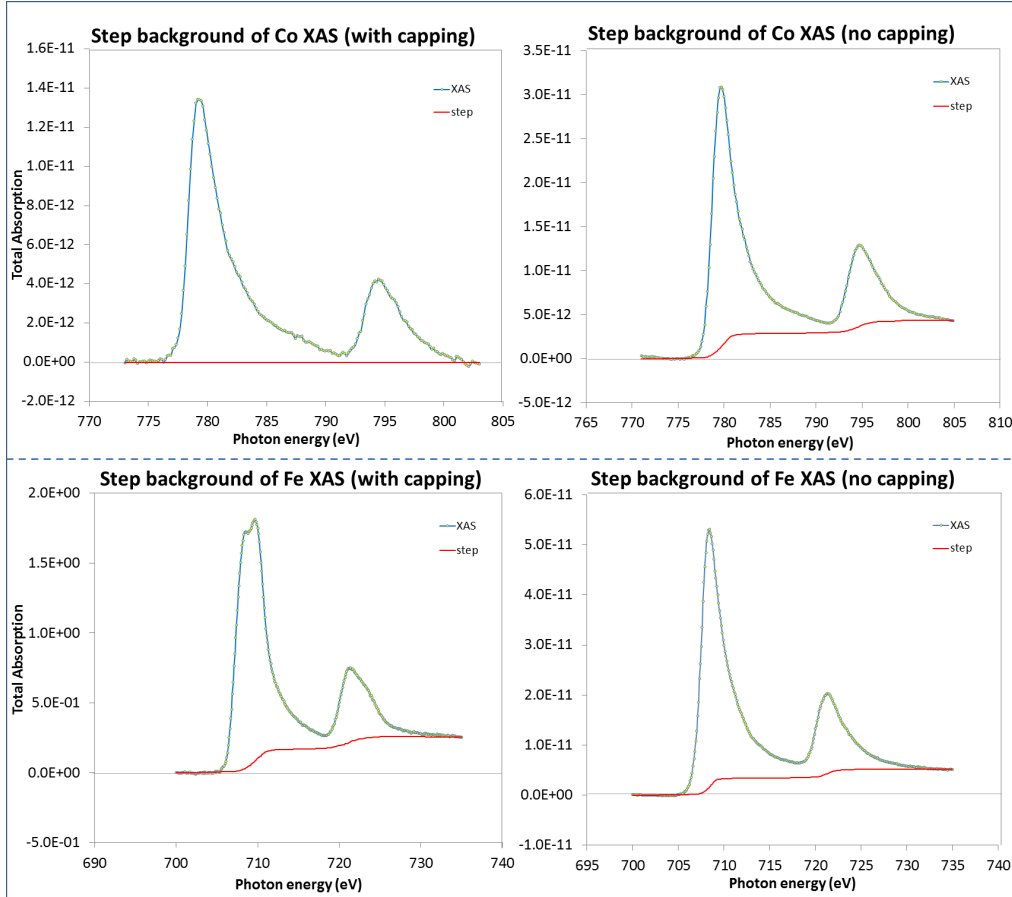 Step background of Co XAS (with capping)
1.6E-11
1.4E-11
1.2E-11
1.0E-11
8.0E-12
6.0E-12
4.0E-12
2.0E-12
0.0E+00
-2.0E-12
Total Absorption
XAS
step
770 775 780 785 790 795 800 805
Photon energy (eV)
Step background of Co XAS (no capping)
3.5E-11
3.0E-11
2.5E-11
2.0E-11
1.5E-11
1.0E-11
5.0E-12
0.0E+00
-5.0E-12
XAS
step
765 770 775 780 785 790 795 800 805 810
Photon energy (eV)
Step background of Fe XAS (with capping)
2.0E+00
1.5E+00
1.0E+00
5.0E-01
0.0E+00
-5.0E-01
Total Absorption
XAS
step
690 700 710 720 730 740
Photon energy (eV)
Step background of Fe XAS (no capping)
6.0E-11
5.0E-11
4.0E-11
3.0E-11
2.0E-11
1.0E-11
0.0E+00
-1.0E-11
XAS
step
695 700 705 710 715 720 725 730 735 740
Photon energy (eV)